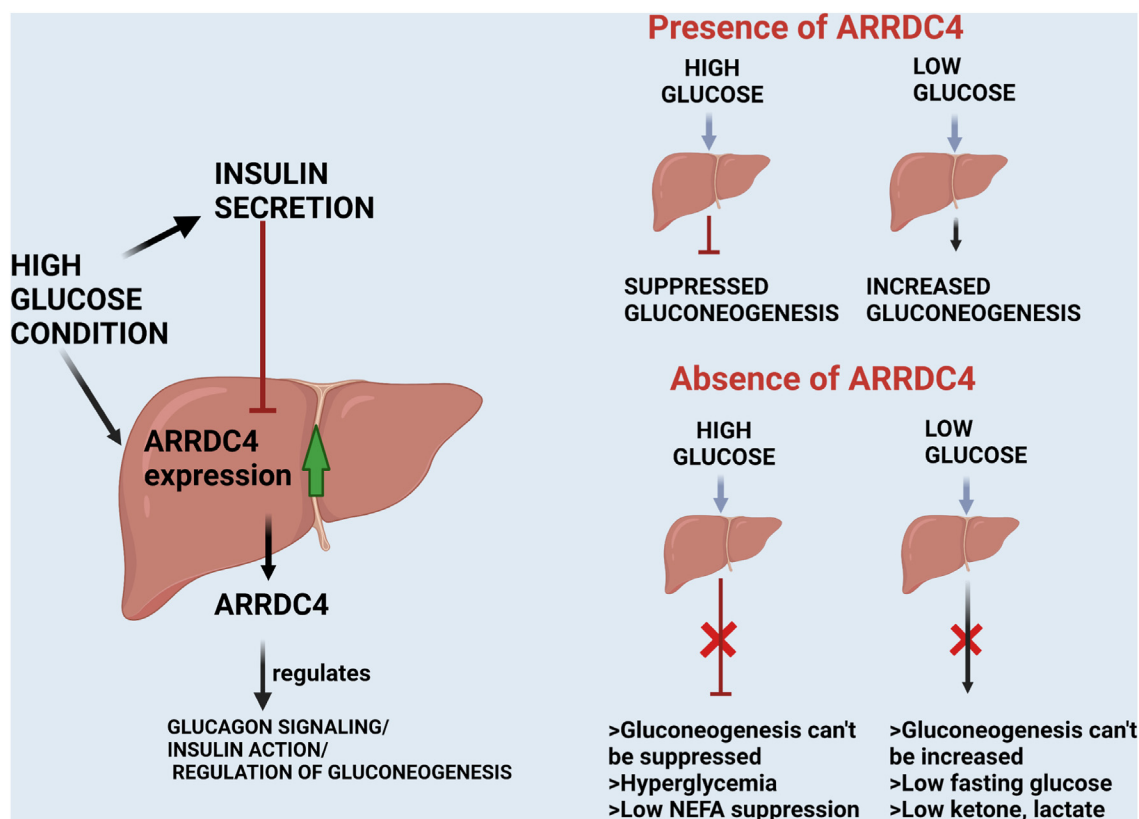 INSULIN
SECRETION
HIGH
GLUCOSE
CONDITION
ARRDC4
expression
ARRDC4
regulates
GLUCAGON SIGNALING/
INSULIN ACTION/
REGULATION OF GLUCONEOGENESIS
Presence of ARRDC4
HIGH
GLUCOSE
LOW
GLUCOSE
SUPPRESSED
GLUCONEOGENESIS
INCREASED
GLUCONEOGENESIS
Absence of ARRDC4
HIGH
GLUCOSE
LOW
GLUCOSE
>Gluconeogenesis can't
be suppressed
>Hyperglycemia
>Low NEFA suppression
>Gluconeogenesis can't
be increased
>Low fasting glucose
>Low ketone, lactate